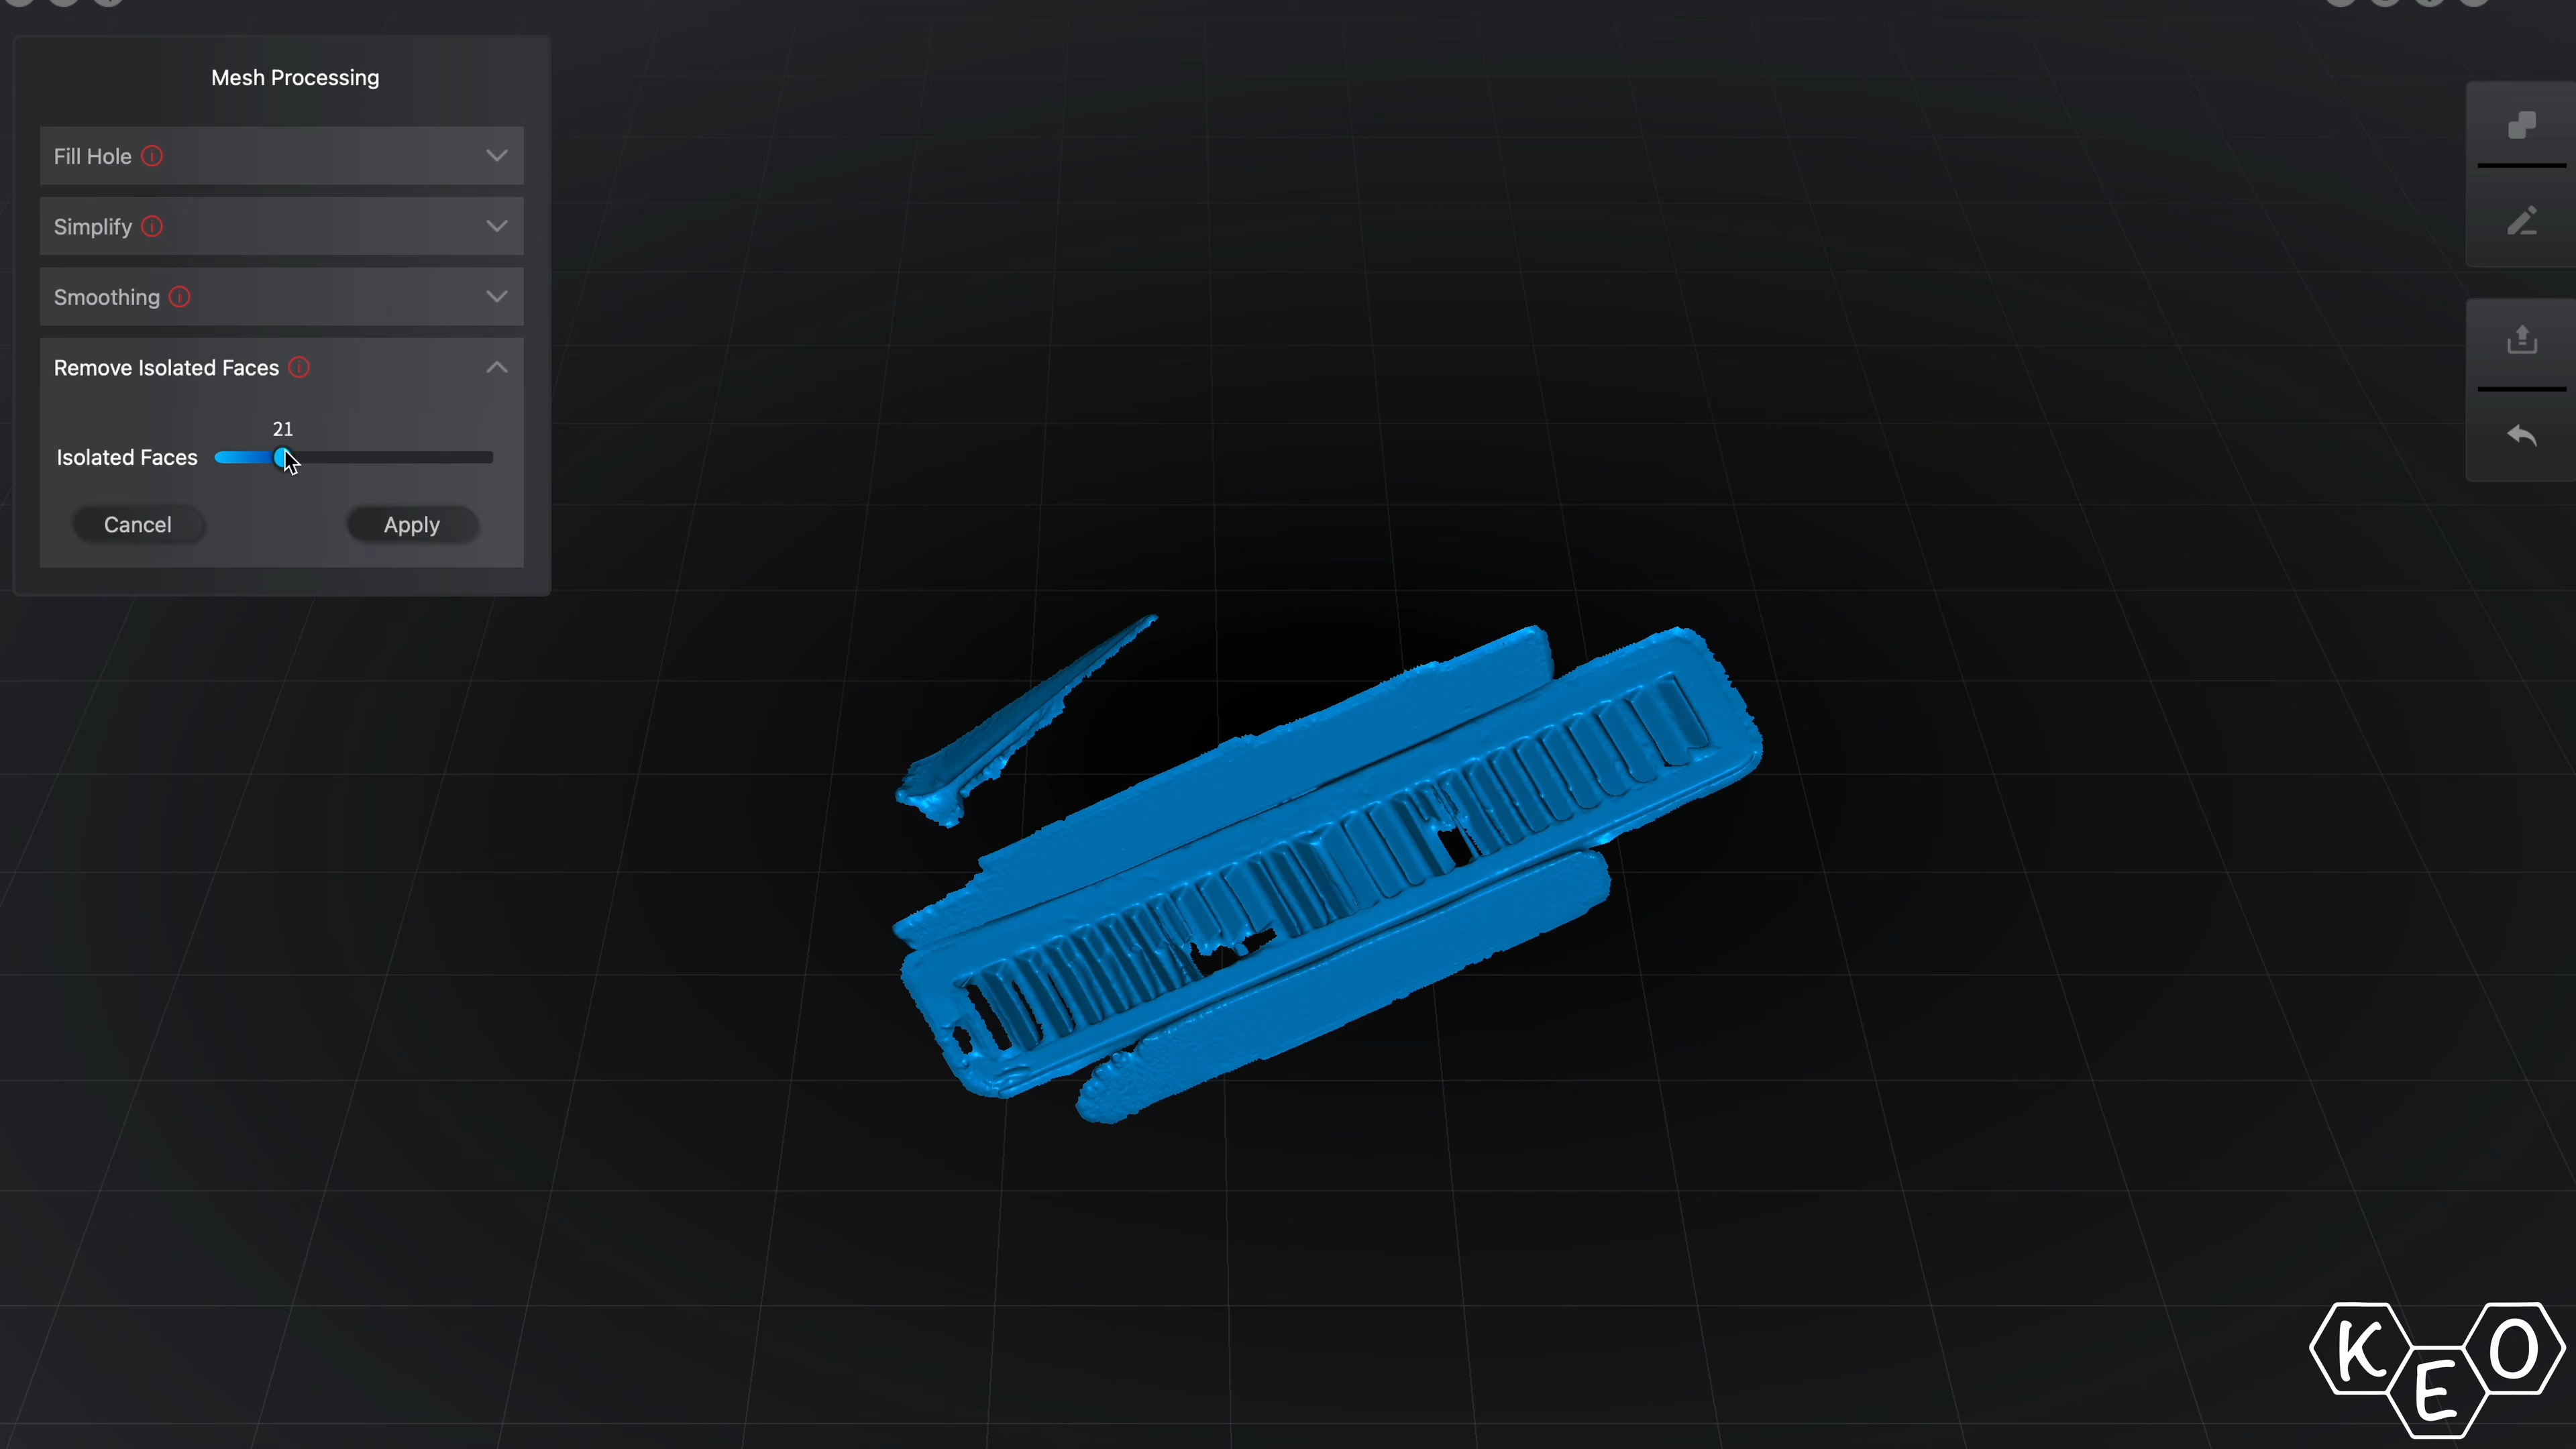 Mesh Processing
Fill Hole
Simplify
Smoothing
Remove Isolated Faces
21
Isolated Faces
Cancel Apply
KEO